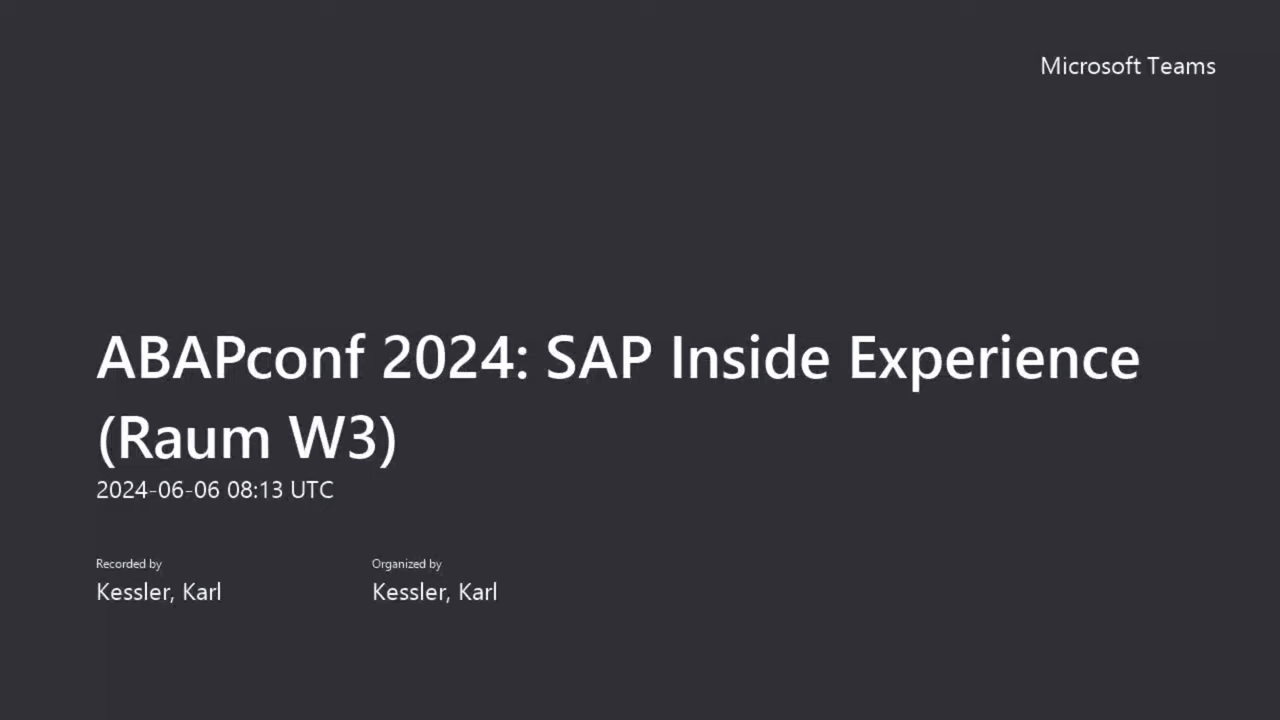 Microsoft Teams
ABAPconf 2024: SAP Inside Experience
(Raum W3)
2024-06-06 08:13 UTC
Recorded by
Organized by
Kessler, Karl
Kessler, Karl